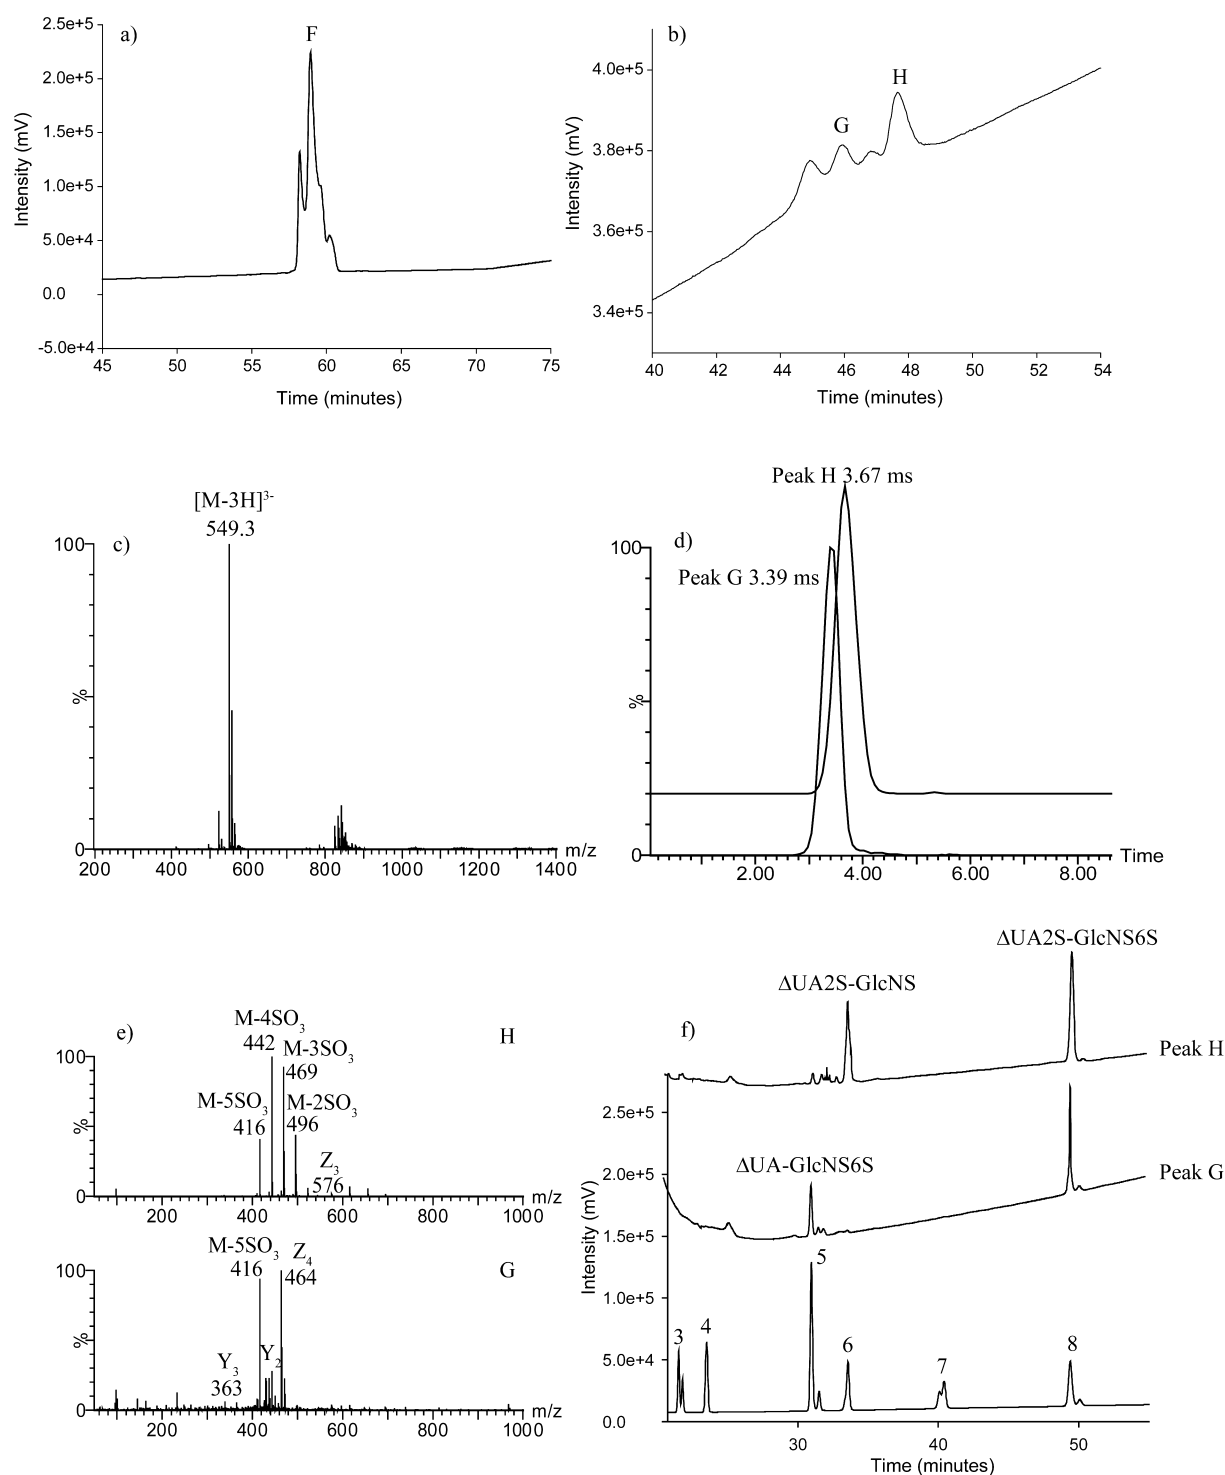 a)
F
2.5e+5
2.0e+5
1.5e+5
1.0e+5
5.0e+4
0.0
-5.0e+4
Intensity (mV)
45 50 55 60 65 70 75
Time (minutes)
b)
G
H
4.0e+5
3.8e+5
3.6e+5
3.4e+5
Intensity (mV)
40 42 44 46 48 50 52 54
Time (minutes)
c)
[M-3H]3-
549.3
100
%
0
200 400 600 800 1000 1200 1400
m/z
d)
Peak H 3.67 ms
Peak G 3.39 ms
100
%
0
2.00 4.00 6.00 8.00
Time
e)
H
M-4SO3
442
M-3SO3
469
M-5SO3
416
M-2SO3
496
Z3
576
100
%
0
200 400 600 800 1000
m/z
G
M-5SO3
416
Z4
464
Y3
363
Y2
100
%
0
200 400 600 800 1000
m/z
f)
ΔUA2S-GlcNS6S
ΔUA2S-GlcNS
Peak H
ΔUA-GlcNS6S
Peak G
2.5e+5
2.0e+5
1.5e+5
1.0e+5
5.0e+4
0.0
Intensity (mV)
3 4 5 6 7 8
30 40 50
Time (minutes)